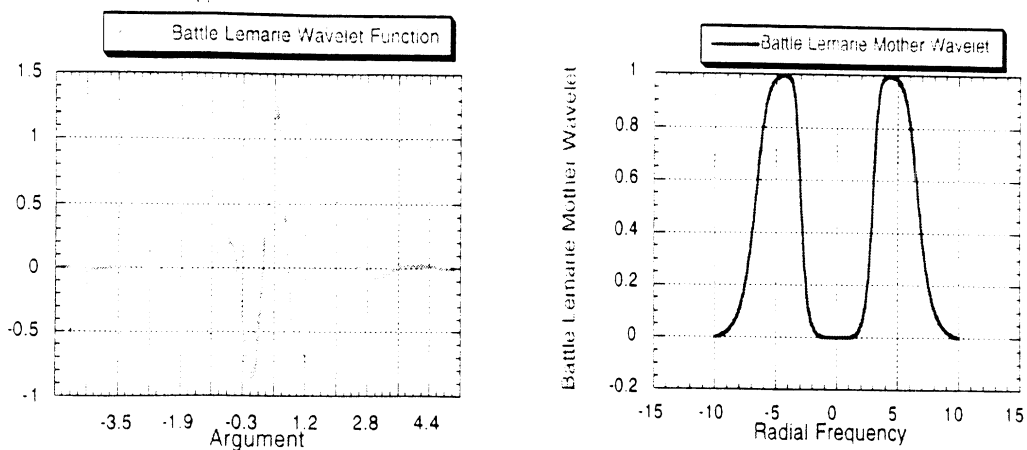 Battle Lemarie Wavelet Function
1.5
1
0.5
0
-0.5
-1
-3.5 -1.9 -0.3 1.2 2.8 4.4
Argument
Battle Lemarie Mother Wavelet
Battle Lemarie Mother Wavelet
1
0.8
0.6
0.4
0.2
0
-0.2
-15 -10 -5 0 5 10 15
Radial Frequency